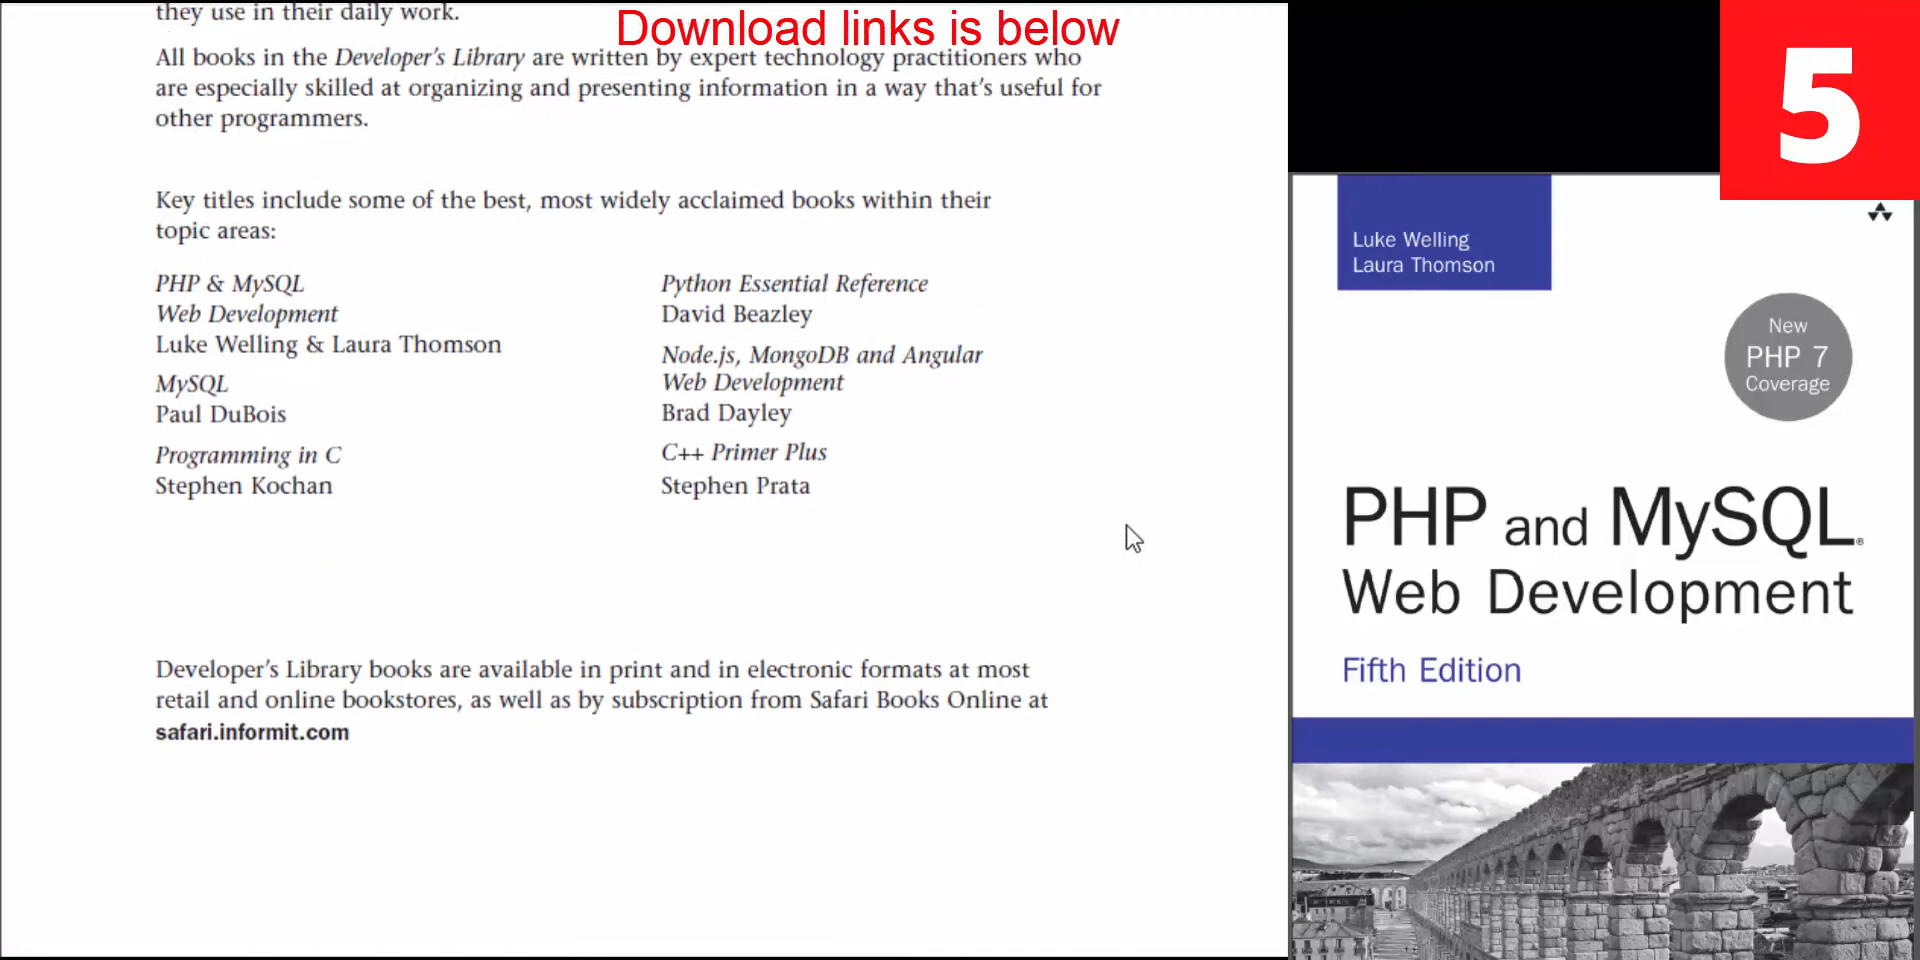 they use in their daily work.
Download links is below
All books in the Developer's Library are written by expert technology practitioners who
are especially skilled at organizing and presenting information in a way that's useful for
other programmers.
Key titles include some of the best, most widely acclaimed books within their
topic areas:
PHP & MySQL
Web Development
Luke Welling & Laura Thomson
MySQL
Paul DuBois
Programming in C
Stephen Kochan
Python Essential Reference
David Beazley
Node.js, MongoDB and Angular
Web Development
Brad Dayley
C++ Primer Plus
Stephen Prata
Developer's Library books are available in print and in electronic formats at most
retail and online bookstores, as well as by subscription from Safari Books Online at
safari.informit.com
5
Luke Welling
Laura Thomson
New
PHP 7
Coverage
PHP and MySQL®
Web Development
Fifth Edition